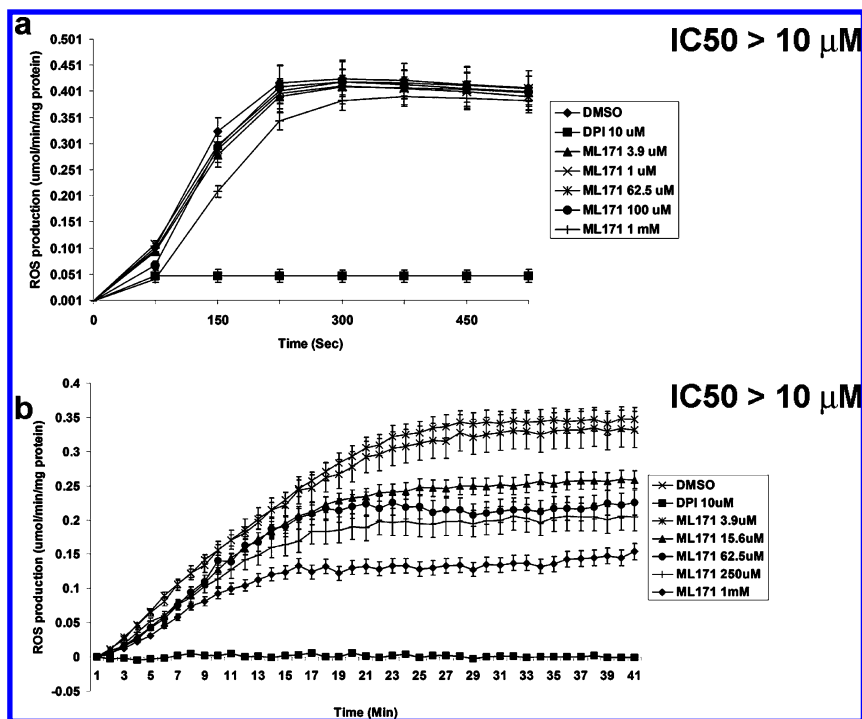 a
IC50 > 10 μM
ROS production (umol/min/mg protein)
0.501
0.451
0.401
0.351
0.301
0.251
0.201
0.151
0.101
0.051
0.001
0
150
300
450
Time (Sec)
DMSO
DPI 10 uM
ML171 3.9 uM
ML171 1 uM
ML171 62.5 uM
ML171 100 uM
ML171 1 mM
b
IC50 > 10 μM
ROS production (umol/min/mg protein)
0.4
0.35
0.3
0.25
0.2
0.15
0.1
0.05
0
-0.05
1 3 5 7 9 11 13 15 17 19 21 23 25 27 29 31 33 35 37 39 41
Time (Min)
DMSO
DPI 10uM
ML171 3.9uM
ML171 15.6uM
ML171 62.5uM
ML171 250uM
ML171 1mM